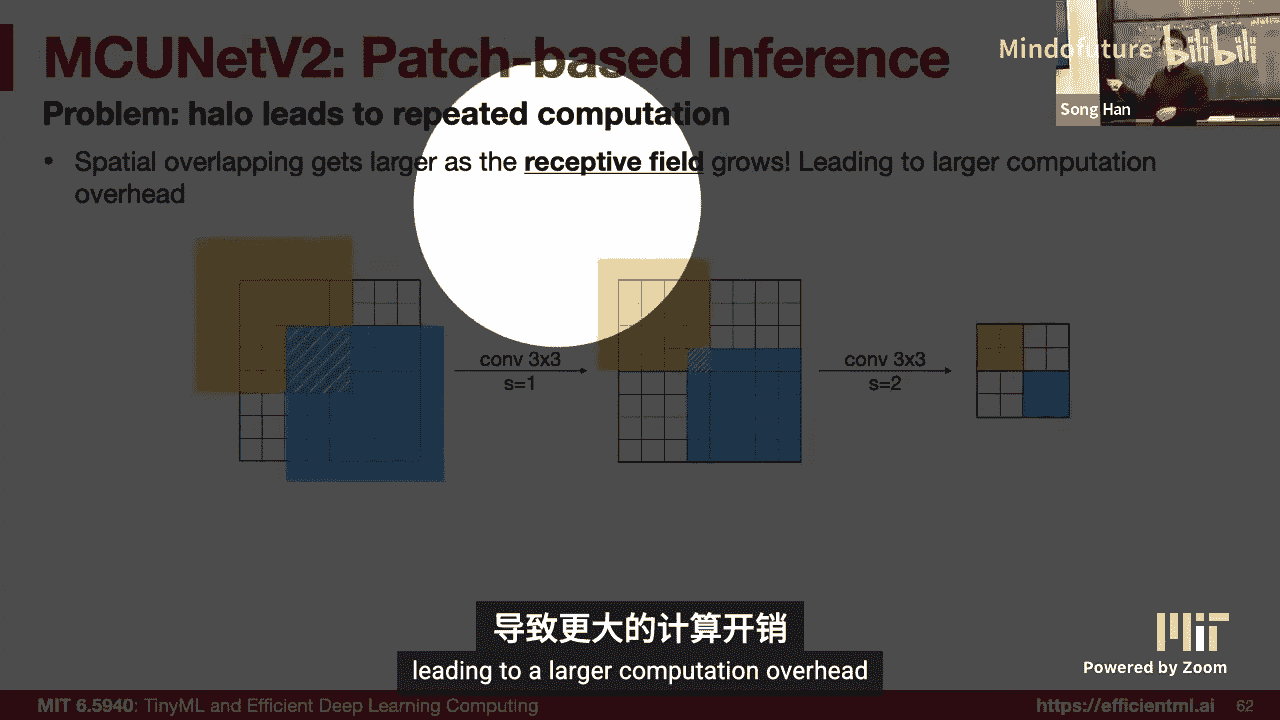 MCUNetV2: Patch-based Inference
Mindofuture bilibili
Song Han
Problem: halo leads to repeated computation
• Spatial overlapping gets larger as the receptive field grows! Leading to larger computation
overhead
conv 3x3
s=1
conv 3x3
s=2
导致更大的计算开销
leading to a larger computation overhead
MIT
Powered by Zoom
MIT 6.5940: TinyML and Efficient Deep Learning Computing
https://efficientml.ai
62